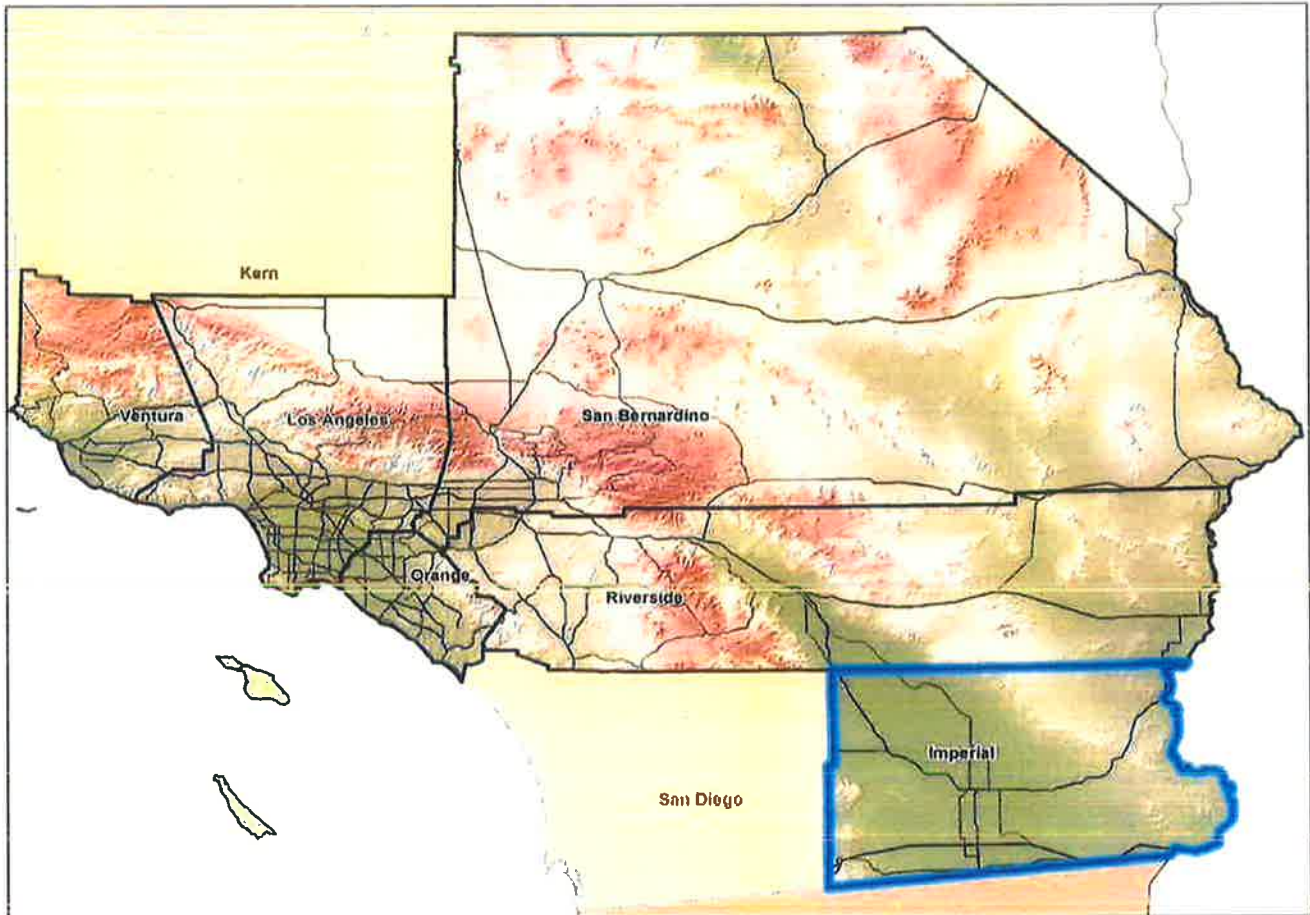 Kern
Ventura
Los Angeles
San Bernardino
Orange
Riverside
Imperial
San Diego